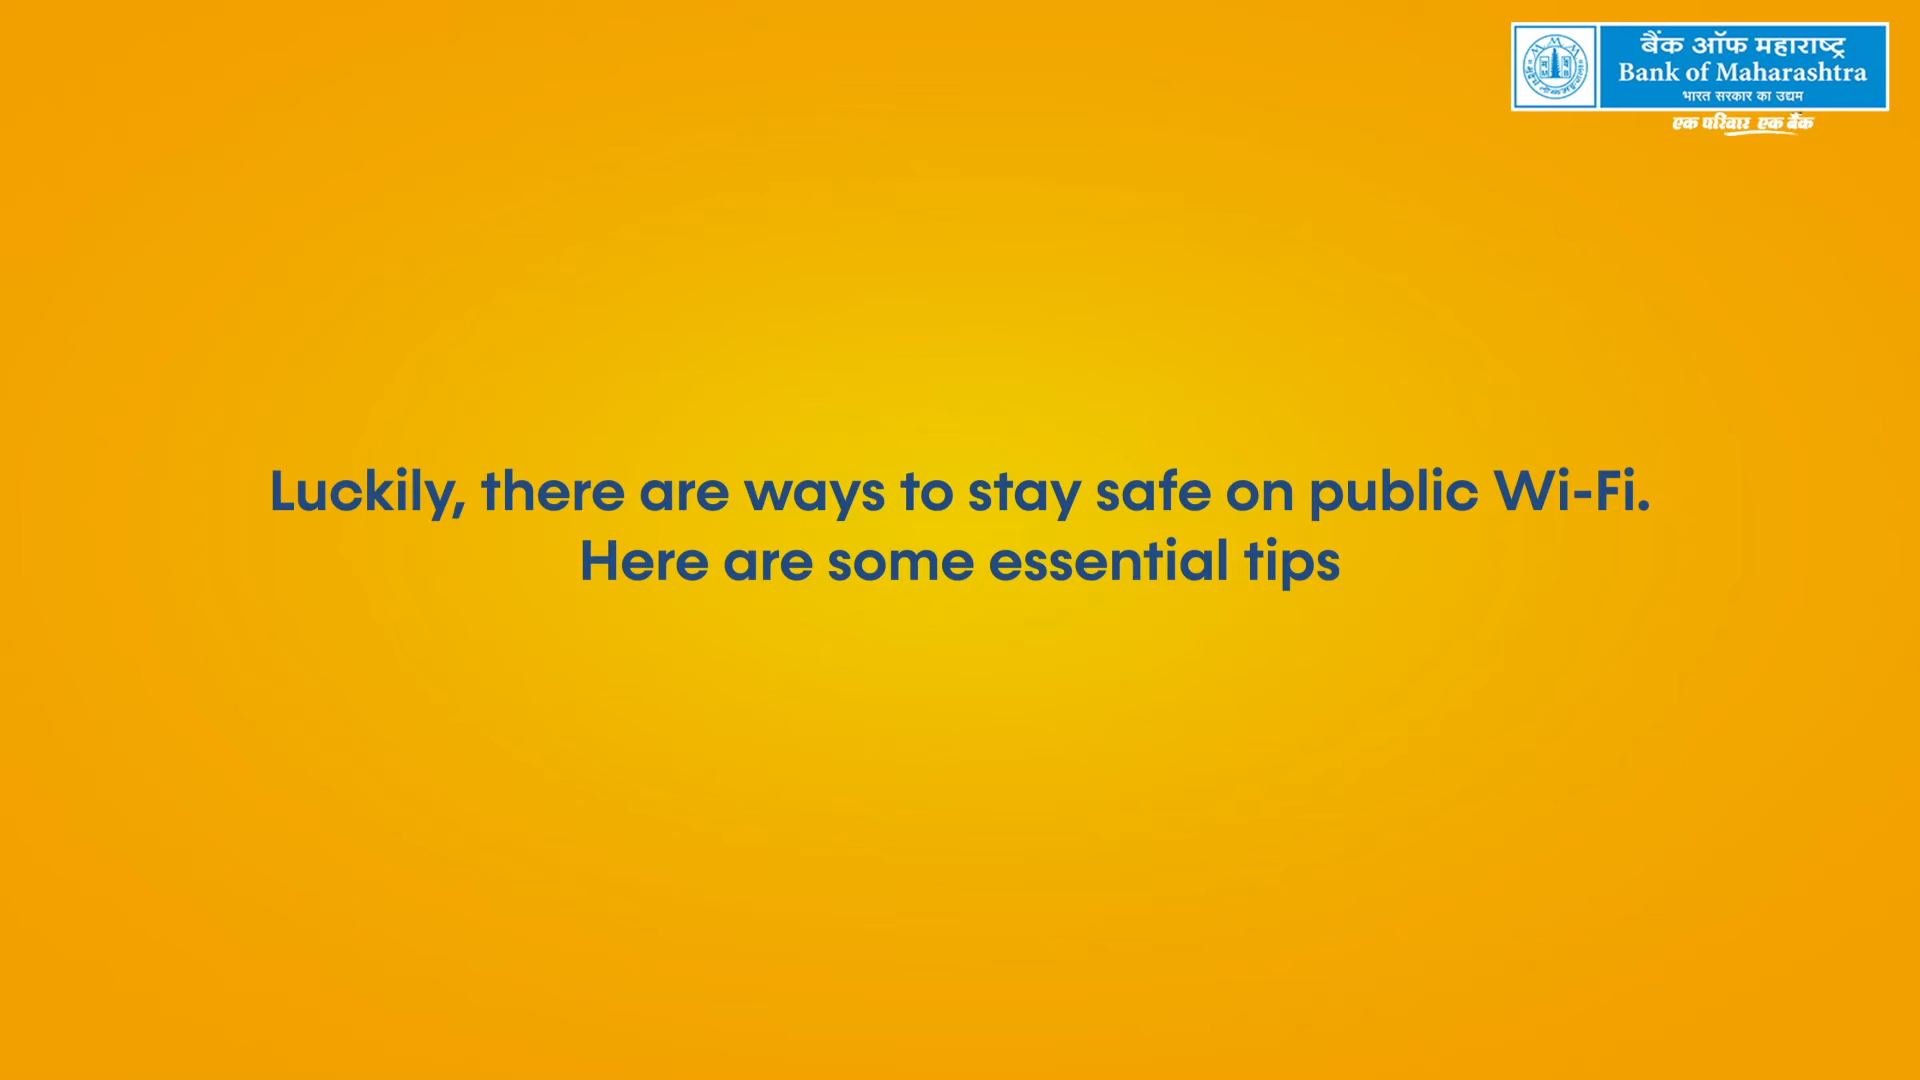 बैंक ऑफ महाराष्ट्र
Bank of Maharashtra
भारत सरकार का उद्यम
एक परिवार एक बैंक
Luckily, there are ways to stay safe on public Wi-Fi.
Here are some essential tips